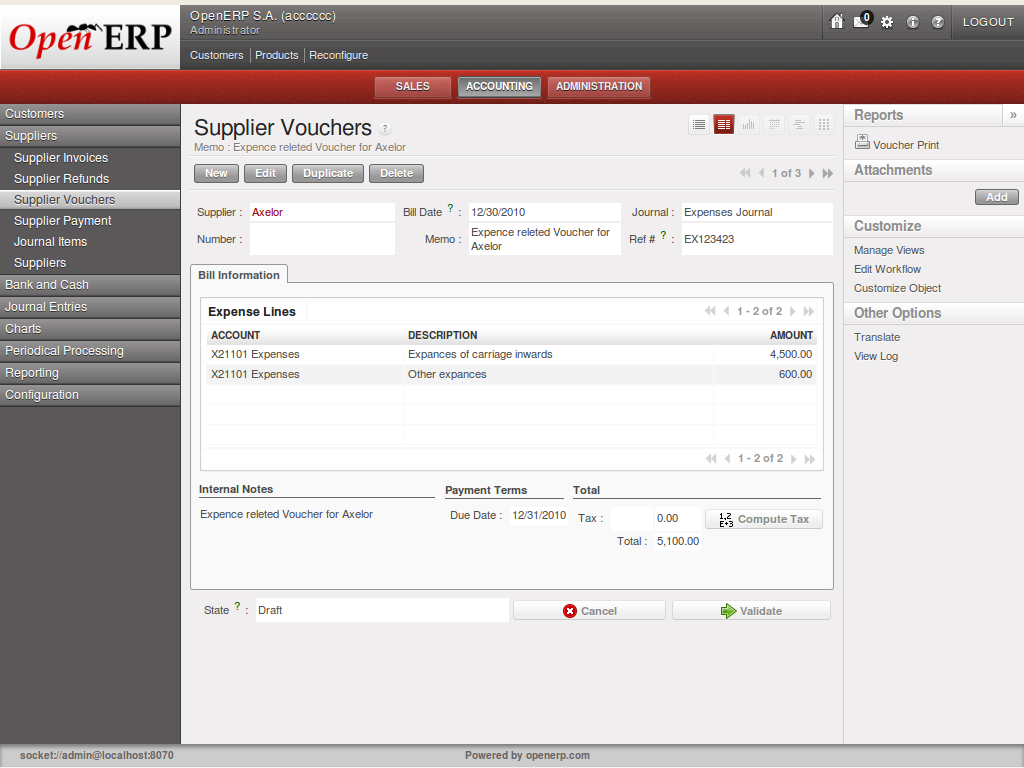 Open ERP
OpenERP S.A. (acccccc)
Administrator
Customers Products Reconfigure
0
LOGOUT
SALES ACCOUNTING ADMINISTRATION
Customers
Suppliers
Supplier Invoices
Supplier Refunds
Supplier Vouchers
Supplier Payment
Journal Items
Suppliers
Bank and Cash
Journal Entries
Charts
Periodical Processing
Reporting
Configuration
Supplier Vouchers ?
Memo : Expence releted Voucher for Axelor
New Edit Duplicate Delete
1 of 3
Supplier : Axelor Bill Date ? : 12/30/2010 Journal : Expenses Journal
Number : Memo : Expence releted Voucher for Axelor Ref # ? : EX123423
Bill Information
Expense Lines 1 - 2 of 2
ACCOUNT DESCRIPTION AMOUNT
X21101 Expenses Expances of carriage inwards 4,500.00
X21101 Expenses Other expances 600.00
1 - 2 of 2
Internal Notes Payment Terms Total
Expence releted Voucher for Axelor Due Date : 12/31/2010 Tax : 0.00 1,2 E+3 Compute Tax
Total : 5,100.00
State ? : Draft Cancel Validate
Reports »
Voucher Print
Attachments
Add
Customize
Manage Views
Edit Workflow
Customize Object
Other Options
Translate
View Log
socket://admin@localhost:8070 Powered by openerp.com